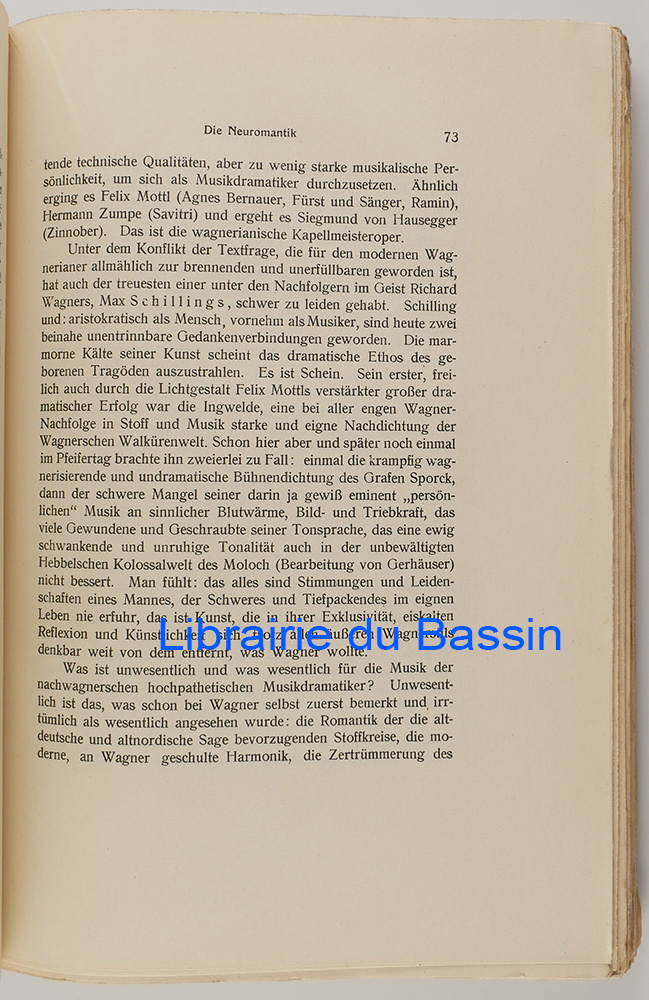 Die Neuromantik
73
tende technische Qualitäten, aber zu wenig starke musikalische Per-
sönlichkeit, um sich als Musikdramatiker durchzusetzen. Ähnlich
erging es Felix Mottl (Agnes Bernauer, Fürst und Sänger, Ramin),
Hermann Zumpe (Savitri) und ergeht es Siegmund von Hausegger
(Zinnober). Das ist die wagnerianische Kapellmeisteroper.
Unter dem Konflikt der Textfrage, die für den modernen Wag-
nerianer allmählich zur brennenden und unerfüllbaren geworden ist,
hat auch der treuesten einer unter den Nachfolgern im Geist Richard
Wagners, Max Schillings, schwer zu leiden gehabt. Schilling
und: aristokratisch als Mensch, vornehm als Musiker, sind heute zwei
beinahe unentrinnbare Gedankenverbindungen geworden. Die mar-
morne Kälte seiner Kunst scheint das dramatische Ethos des ge-
borenen Tragöden auszustrahlen. Es ist Schein. Sein erster, frei-
lich auch durch die Lichtgestalt Felix Mottls verstärkter großer dra-
matischer Erfolg war die Ingwelde, eine bei aller engen Wagner-
Nachfolge in Stoff und Musik starke und eigne Nachdichtung der
Wagnerschen Walkürenwelt. Schon hier aber und später noch einmal
im Pfeifertag brachte ihn zweierlei zu Fall: einmal die krampfig wag-
nerisierende und undramatische Bühnendichtung des Grafen Sporck,
dann der schwere Mangel seiner darin ja gewiß eminent „persön-
lichen“ Musik an sinnlicher Blutwärme, Bild- und Triebkraft, das
viele Gewundene und Geschraubte seiner Tonsprache, das eine ewig
schwankende und unruhige Tonalität auch in der unbewältigten
Hebbelschen Kolossalwelt des Moloch (Bearbeitung von Gerhäuser)
nicht bessert. Man fühlt: das alles sind Stimmungen und Leiden-
schaften eines Mannes, der Schweres und Tiefpackendes im eignen
Leben nie erfuhr, das ist Kunst, die in ihrer Exklusivität, eiskalten
Reflexion und Künstlichkeit sich trotz allen äußeren Wagnertums
denkbar weit von dem entfernt, was Wagner wollte.
Was ist unwesentlich und was wesentlich für die Musik der
nachwagnerschen hochpathetischen Musikdramatiker? Unwesent-
lich ist das, was schon bei Wagner selbst zuerst bemerkt und irr-
tümlich als wesentlich angesehen wurde: die Romantik der die alt-
deutsche und altnordische Sage bevorzugenden Stoffkreise, die mo-
derne, an Wagner geschulte Harmonik, die Zertrümmerung des
Librairie du Bassin